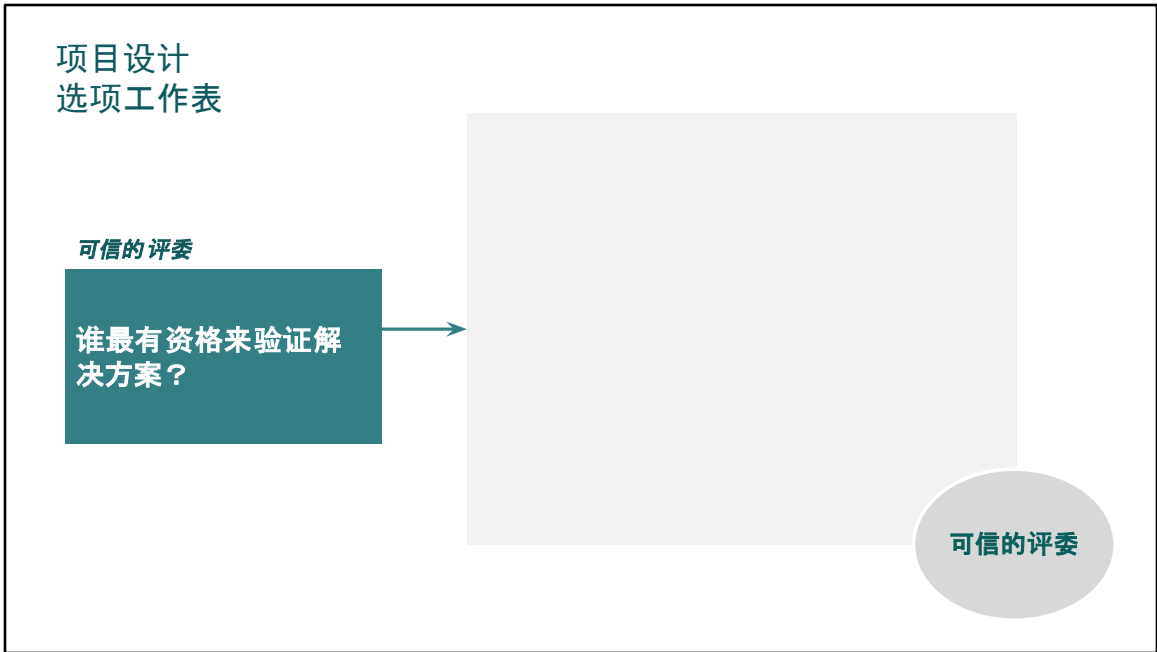 项目设计
选项工作表
可信的评委
谁最有资格来验证解
决方案？
可信的评委